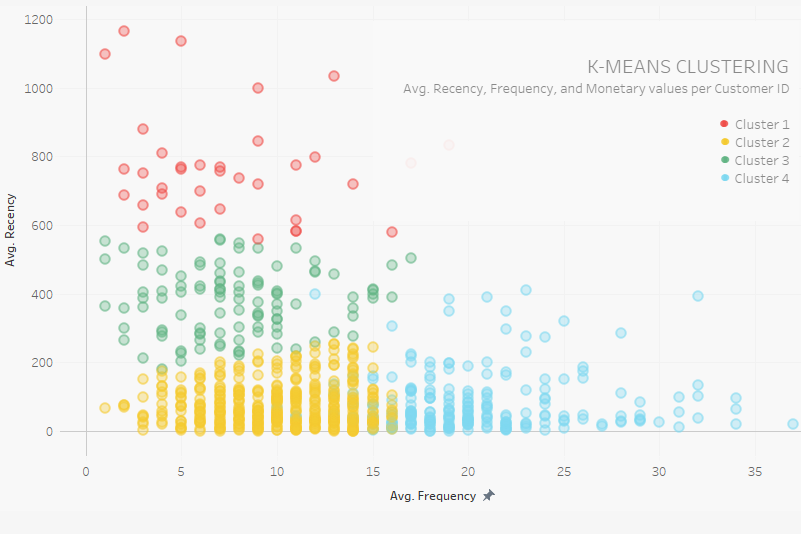 K-MEANS CLUSTERING
Avg. Recency, Frequency, and Monetary values per Customer ID
Cluster 1
Cluster 2
Cluster 3
Cluster 4
Avg. Recency
1200
1000
800
600
400
200
0
0 5 10 15 20 25 30 35
Avg. Frequency